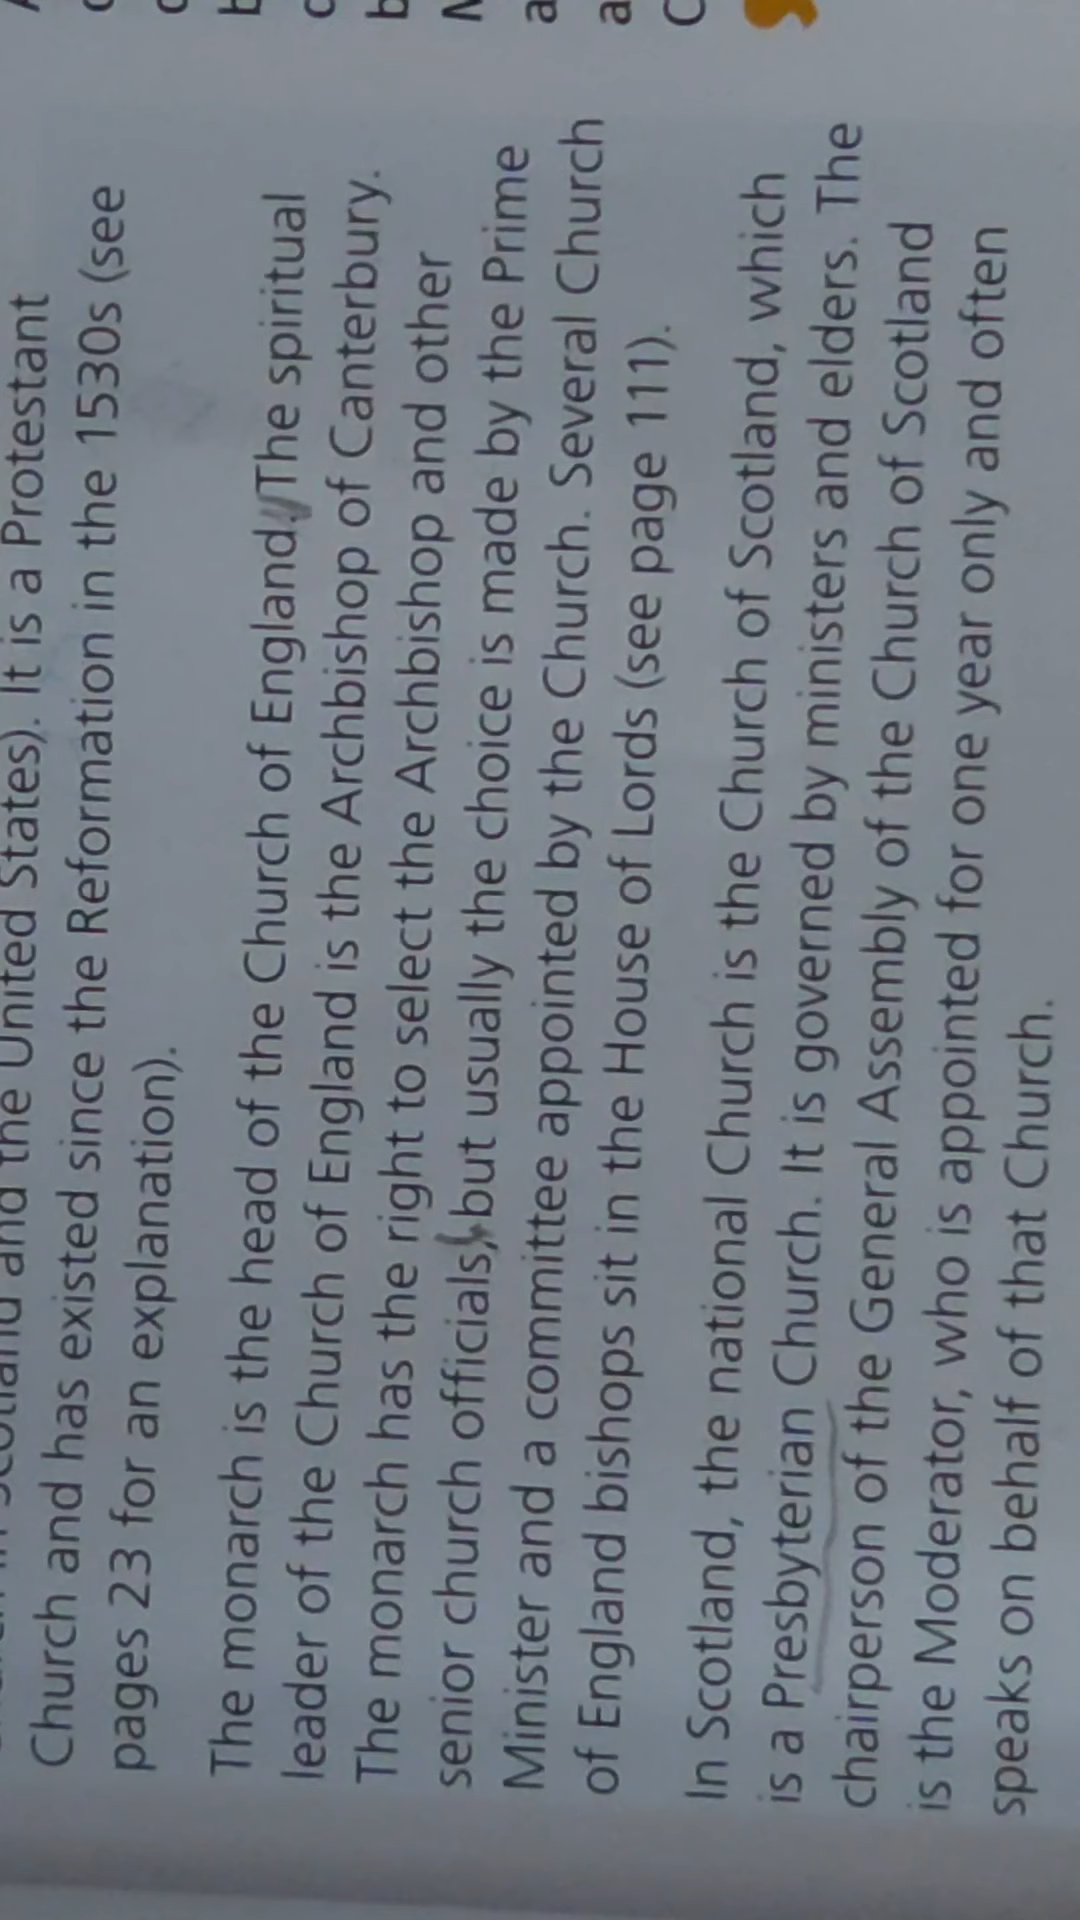 and the United States). It is a Protestant
Church and has existed since the Reformation in the 1530s (see
pages 23 for an explanation).
The monarch is the head of the Church of England. The spiritual
leader of the Church of England is the Archbishop of Canterbury.
The monarch has the right to select the Archbishop and other
senior church officials, but usually the choice is made by the Prime
Minister and a committee appointed by the Church. Several Church
of England bishops sit in the House of Lords (see page 111).
In Scotland, the national Church is the Church of Scotland, which
is a Presbyterian Church. It is governed by ministers and elders. The
chairperson of the General Assembly of the Church of Scotland
is the Moderator, who is appointed for one year only and often
speaks on behalf of that Church.